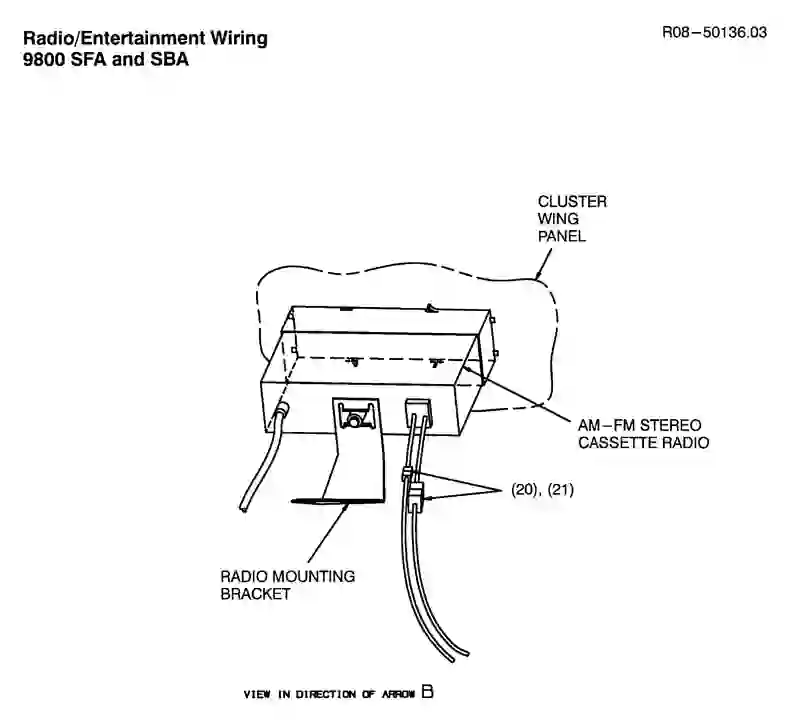 Radio/Entertainment Wiring
9800 SFA and SBA
R08-50136.03
CLUSTER
WING
PANEL
AM-FM STEREO
CASSETTE RADIO
(20), (21)
RADIO MOUNTING
BRACKET
VIEW IN DIRECTION OF ARROW B